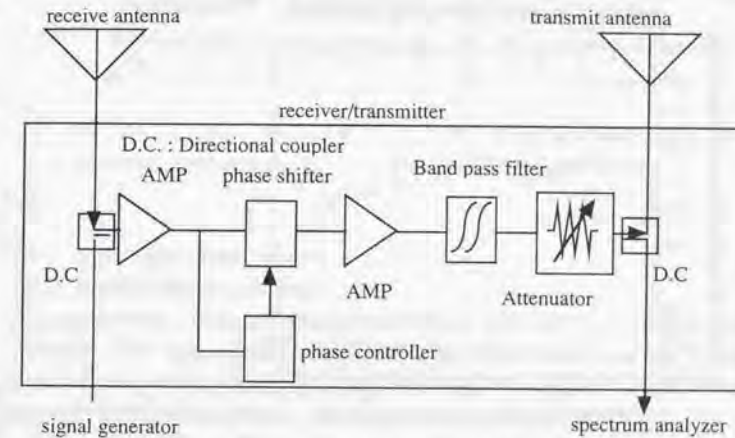 receive antenna
transmit antenna
receiver/transmitter
D.C. : Directional coupler
AMP
phase shifter
Band pass filter
D.C
AMP
Attenuator
D.C
phase controller
signal generator
spectrum analyzer